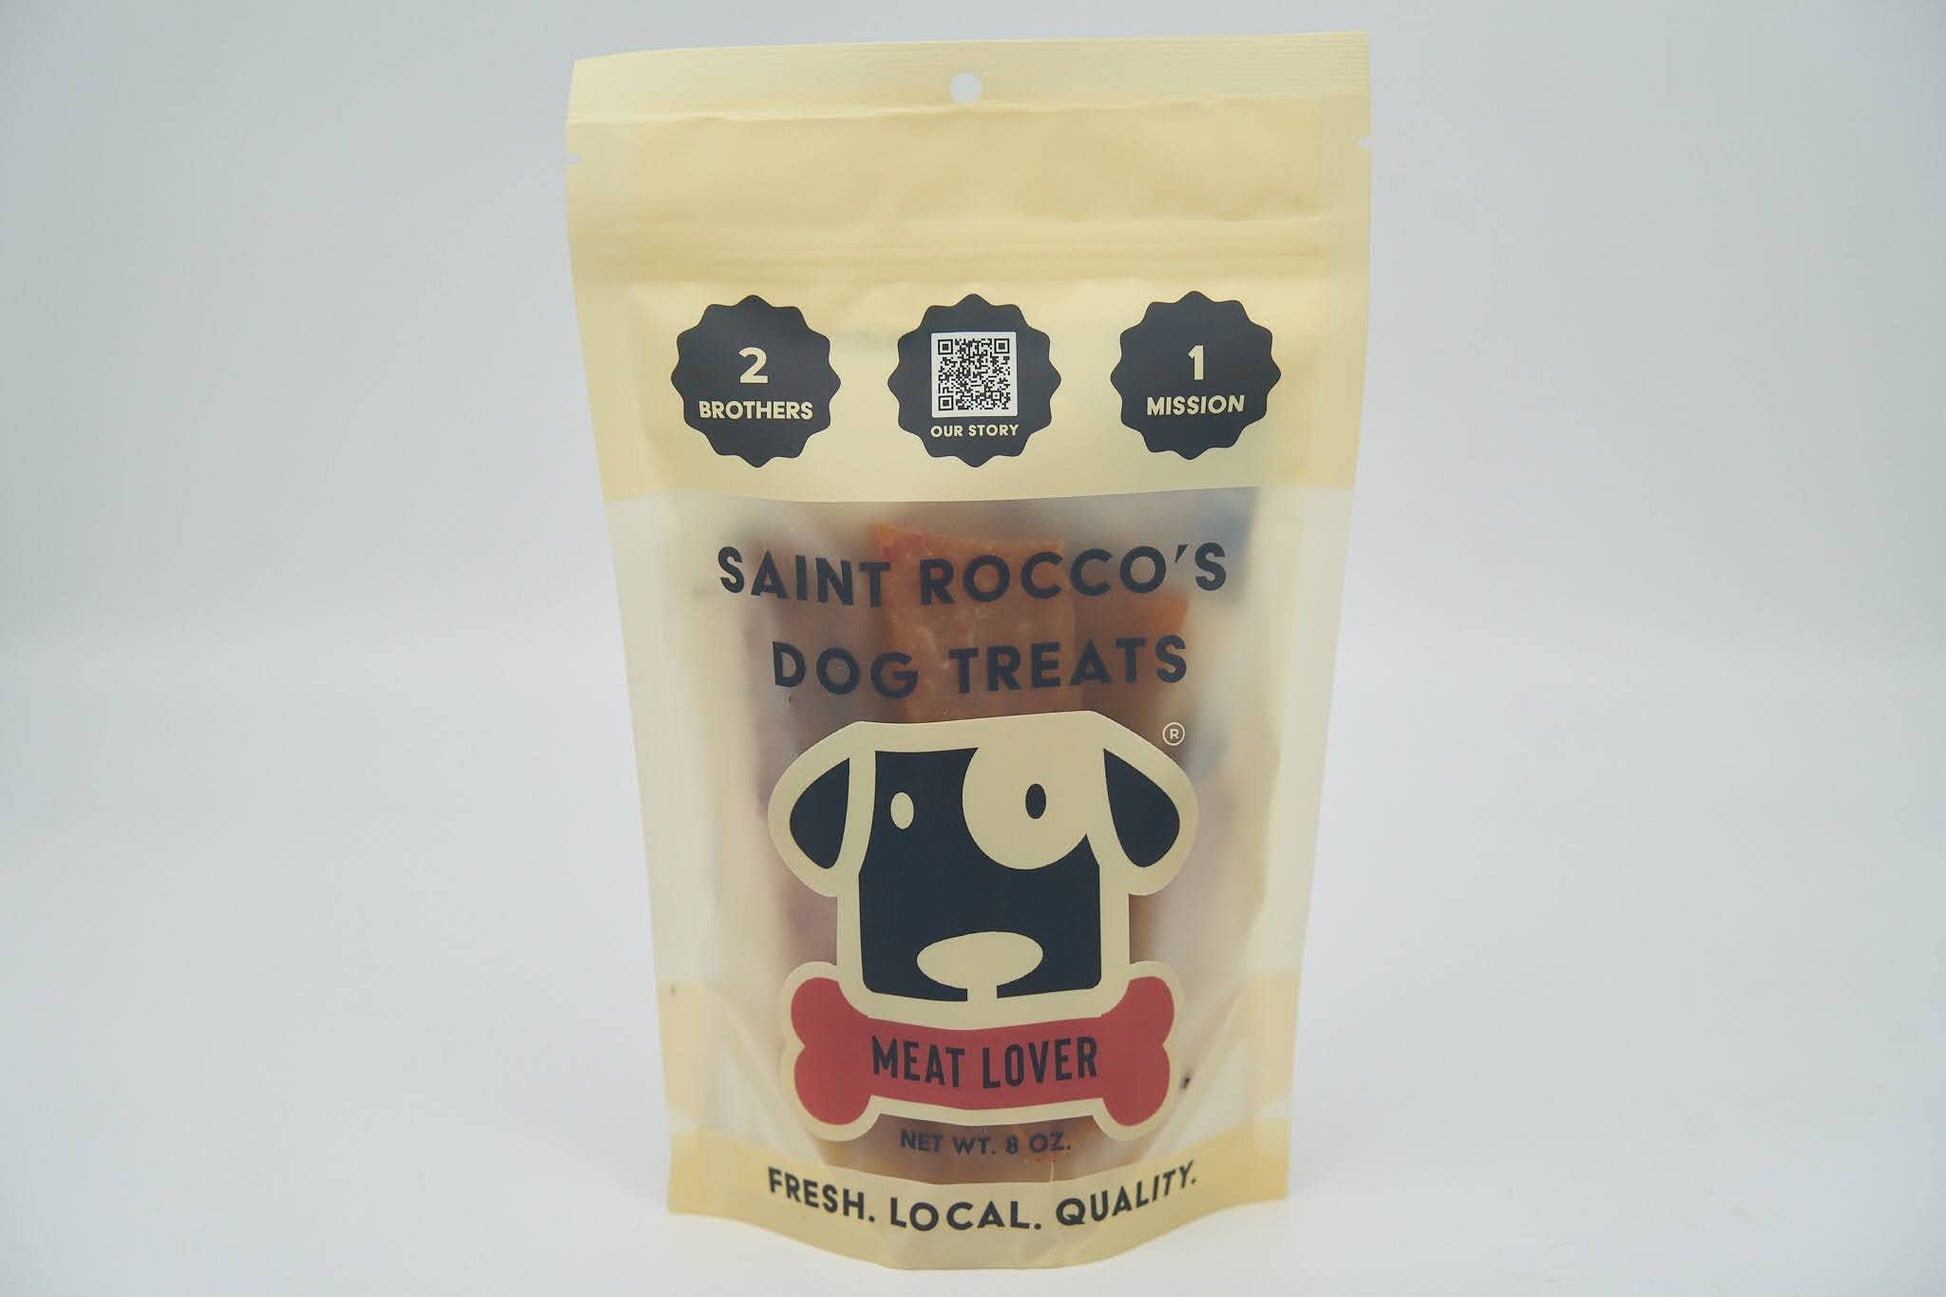 2
BROTHERS
OUR STORY
1
MISSION
SAINT ROCCO'S
DOG TREATS
®
MEAT LOVER
NET WT. 8 OZ.
FRESH. LOCAL. QUALITY.